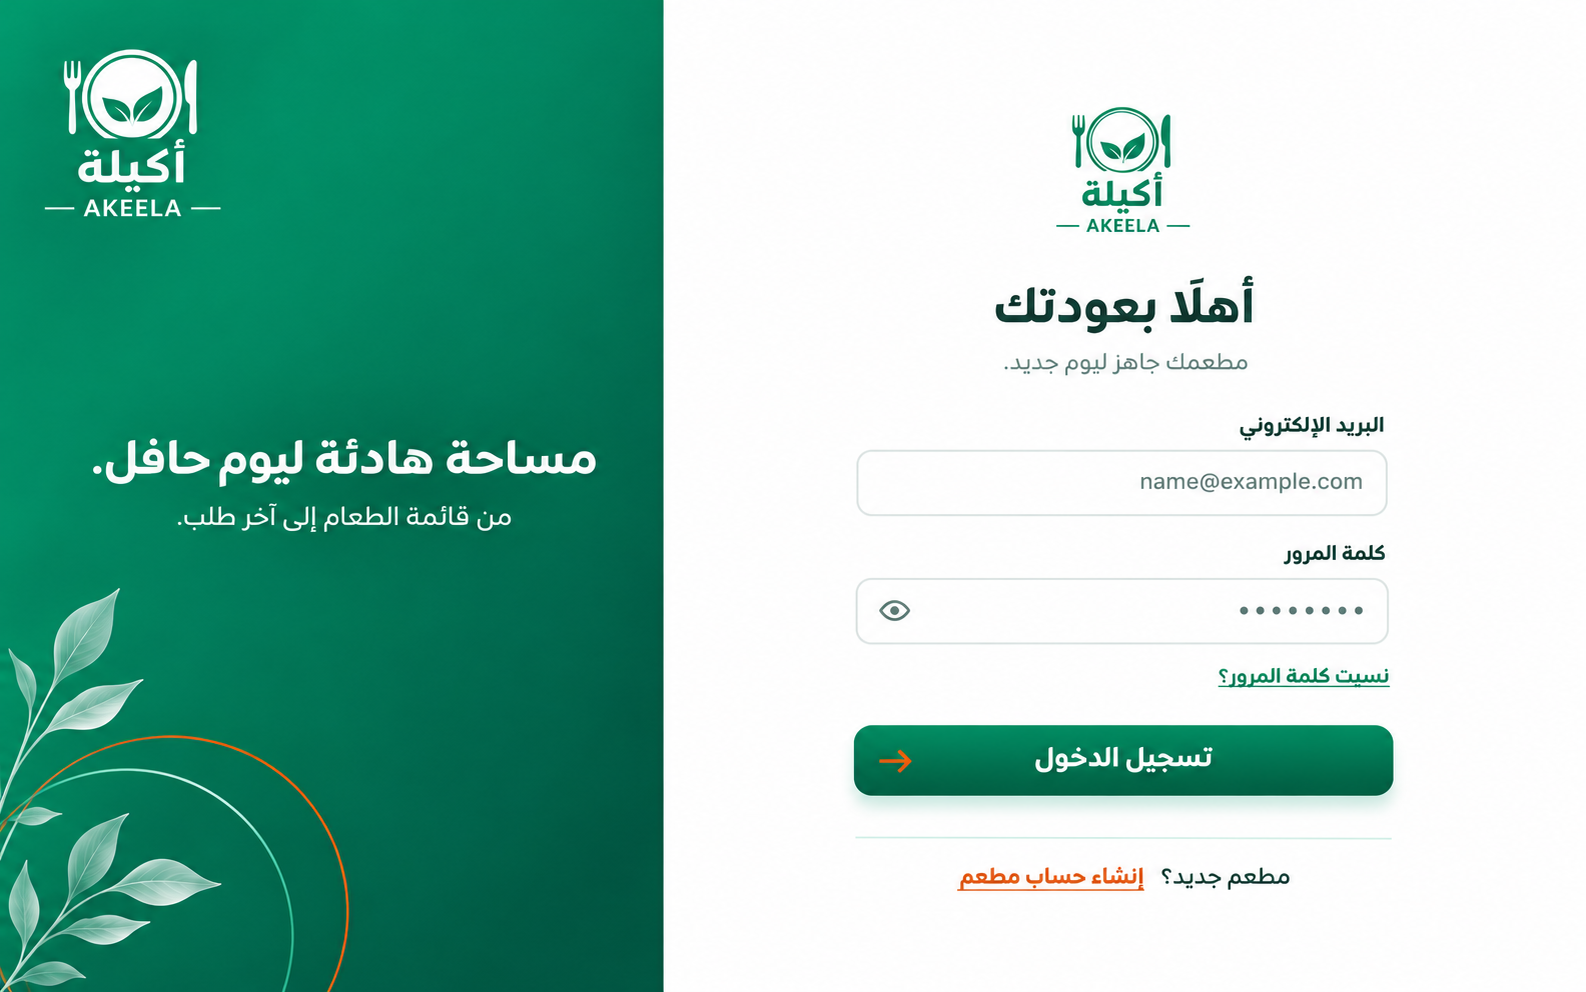 أكيلة
AKEELA
مساحة هادئة ليوم حافل.
من قائمة الطعام إلى آخر طلب.
أكيلة
AKEELA
أهلًا بعودتك
مطعمك جاهز ليوم جديد.
البريد الإلكتروني
name@example.com
كلمة المرور
••••••••
نسيت كلمة المرور؟
تسجيل الدخول
مطعم جديد؟ إنشاء حساب مطعم